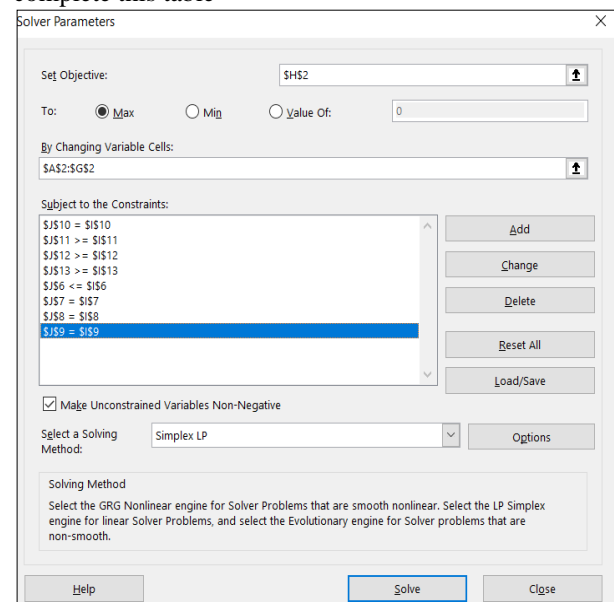 complete this table
Solver Parameters
Set Objective: $H$2
To: Max Min Value Of: 0
By Changing Variable Cells:
$A$2:$G$2
Subject to the Constraints:
$J$10 = $I$10
$J$11 >= $I$11
$J$12 >= $I$12
$J$13 >= $I$13
$J$6 <= $I$6
$J$7 = $I$7
$J$8 = $I$8
$J$9 = $I$9
Add
Change
Delete
Reset All
Load/Save
Make Unconstrained Variables Non-Negative
Select a Solving Method: Simplex LP Options
Solving Method
Select the GRG Nonlinear engine for Solver Problems that are smooth nonlinear. Select the LP Simplex
engine for linear Solver Problems, and select the Evolutionary engine for Solver problems that are
non-smooth.
Help Solve Close